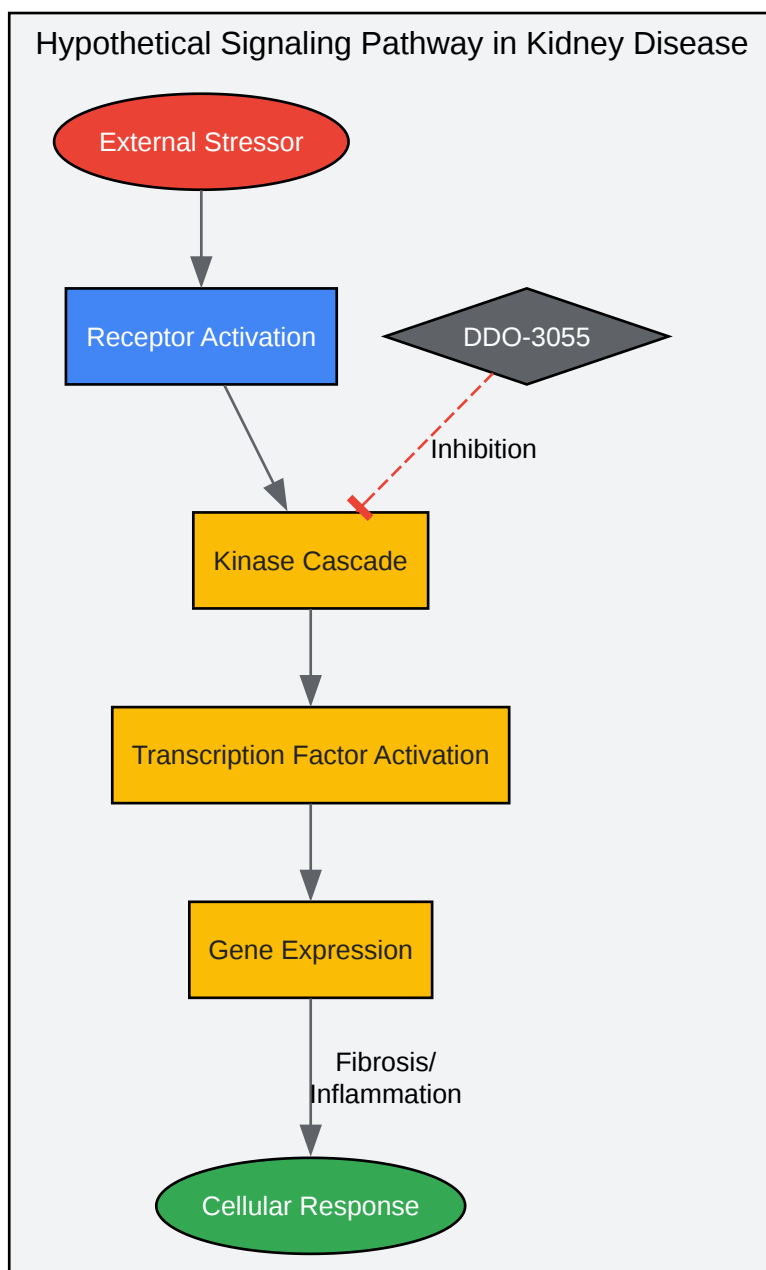 Hypothetical Signaling Pathway in Kidney Disease
External Stressor
Receptor Activation
DDO-3055
Inhibition
Kinase Cascade
Transcription Factor Activation
Gene Expression
Fibrosis/
Inflammation
Cellular Response